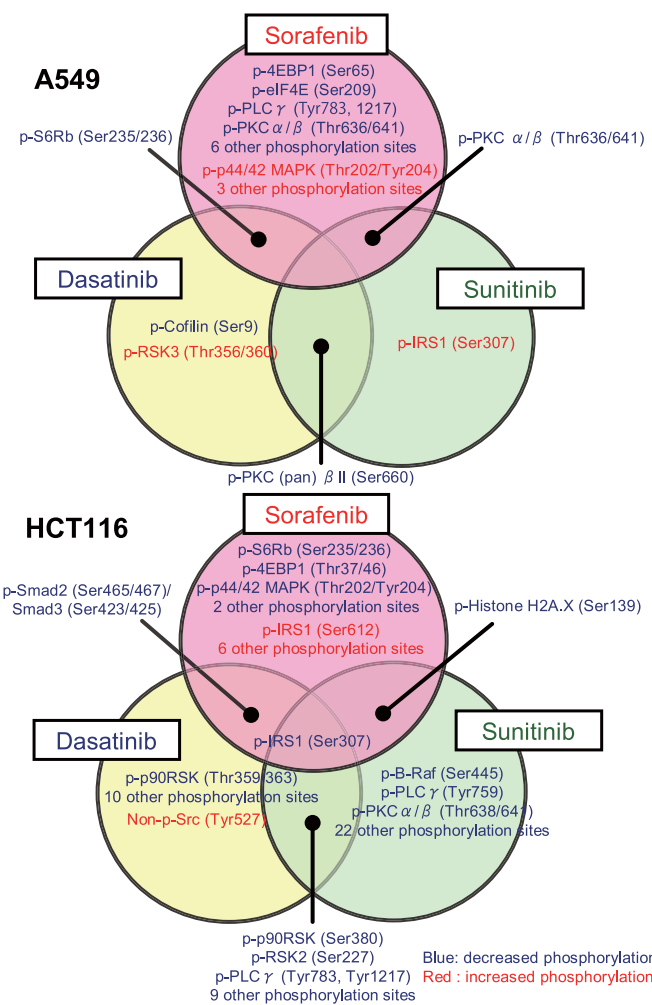 Sorafenib
A549
p-4EBP1 (Ser65)
p-eIF4E (Ser209)
p-PLC γ (Tyr783, 1217)
p-PKC α/β (Thr636/641)
6 other phosphorylation sites
p-p44/42 MAPK (Thr202/Tyr204)
3 other phosphorylation sites
p-S6Rb (Ser235/236)
p-PKC α/β (Thr636/641)
Dasatinib
Sunitinib
p-Cofilin (Ser9)
p-RSK3 (Thr356/360)
p-IRS1 (Ser307)
p-PKC (pan) βII (Ser660)
Sorafenib
HCT116
p-S6Rb (Ser235/236)
p-4EBP1 (Thr37/46)
p-p44/42 MAPK (Thr202/Tyr204)
2 other phosphorylation sites
p-IRS1 (Ser612)
6 other phosphorylation sites
p-Smad2 (Ser465/467)/
Smad3 (Ser423/425)
p-Histone H2A.X (Ser139)
Dasatinib
Sunitinib
p-IRS1 (Ser307)
p-p90RSK (Thr359/363)
10 other phosphorylation sites
Non-p-Src (Tyr527)
p-B-Raf (Ser445)
p-PLC γ (Tyr759)
p-PKC α/β (Thr638/641)
22 other phosphorylation sites
p-p90RSK (Ser380)
p-RSK2 (Ser227)
p-PLC γ (Tyr783, Tyr1217)
9 other phosphorylation sites
Blue: decreased phosphorylation
Red : increased phosphorylation